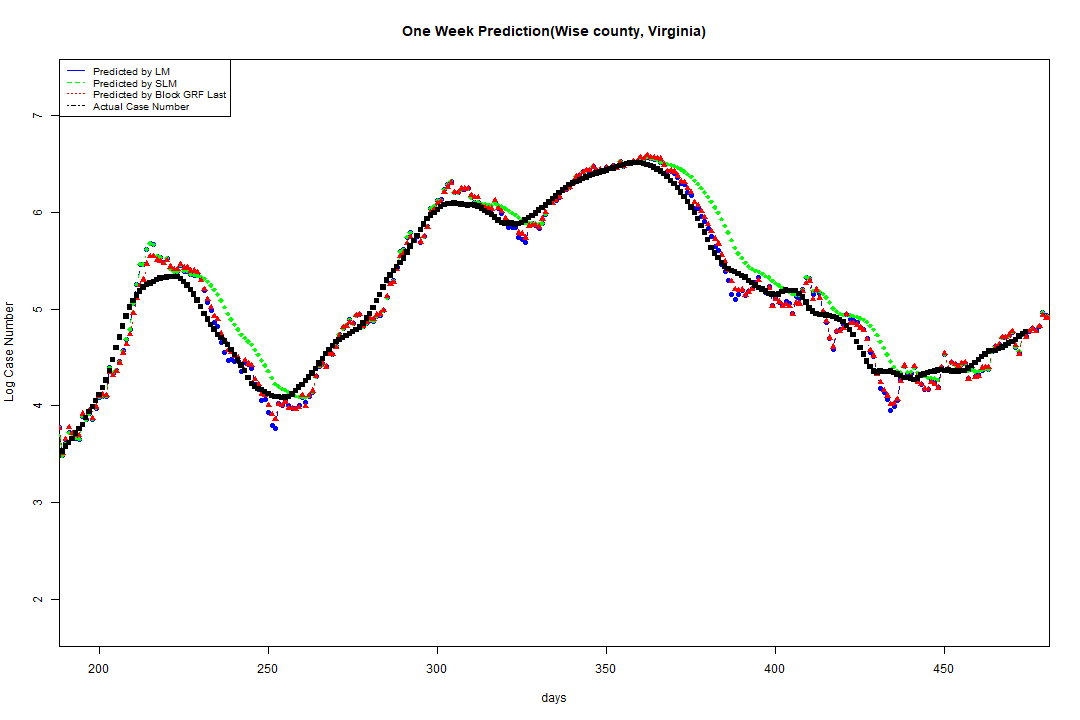 One Week Prediction(Wise county, Virginia)
Predicted by LM
Predicted by SLM
Predicted by Block GRF Last
Actual Case Number
7
6
5
4
3
2
Log Case Number
200 250 300 350 400 450
days